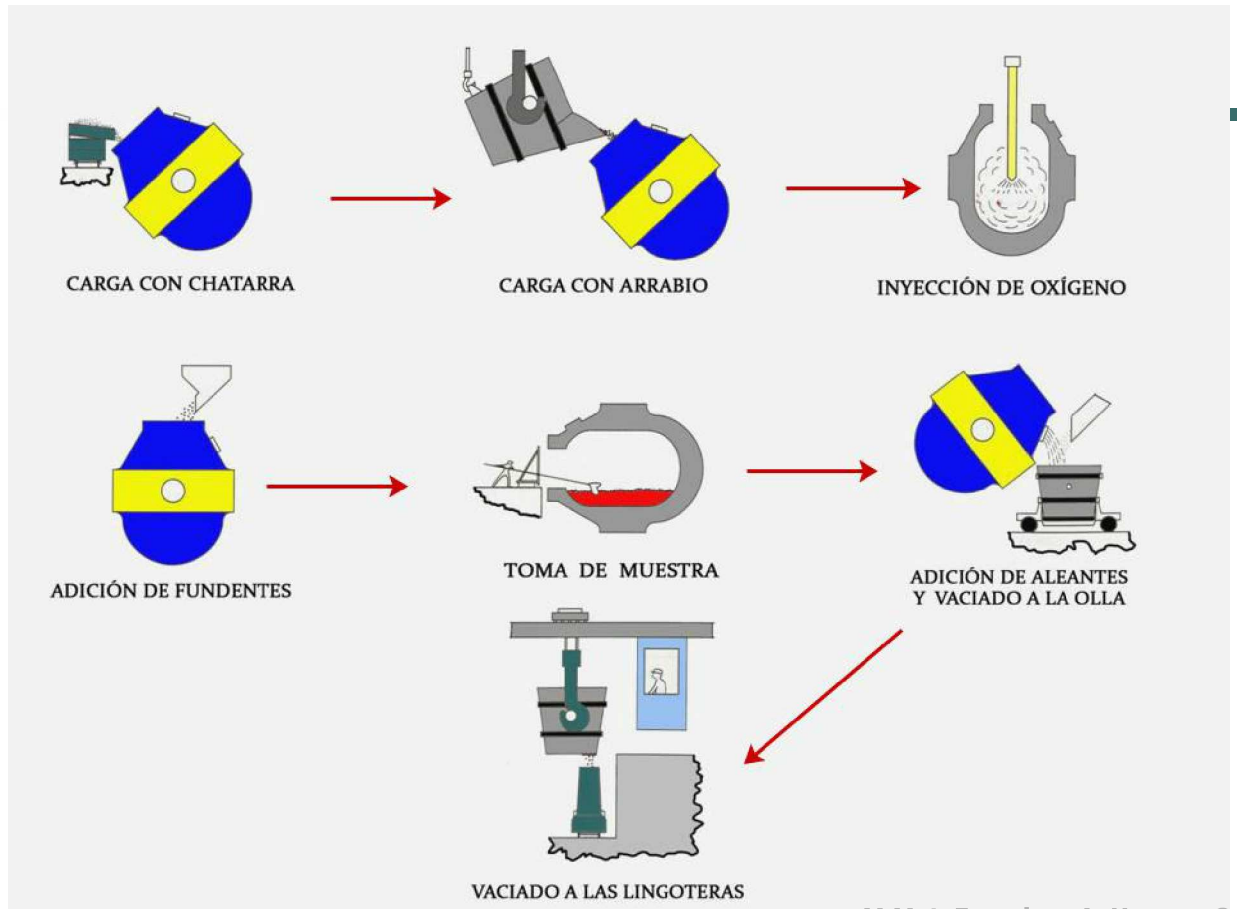 CARGA CON CHATARRA
CARGA CON ARRABIO
INYECCIÓN DE OXÍGENO
ADICIÓN DE FUNDENTES
TOMA DE MUESTRA
ADICIÓN DE ALEANTES
Y VACIADO A LA OLLA
VACIADO A LAS LINGOTERAS